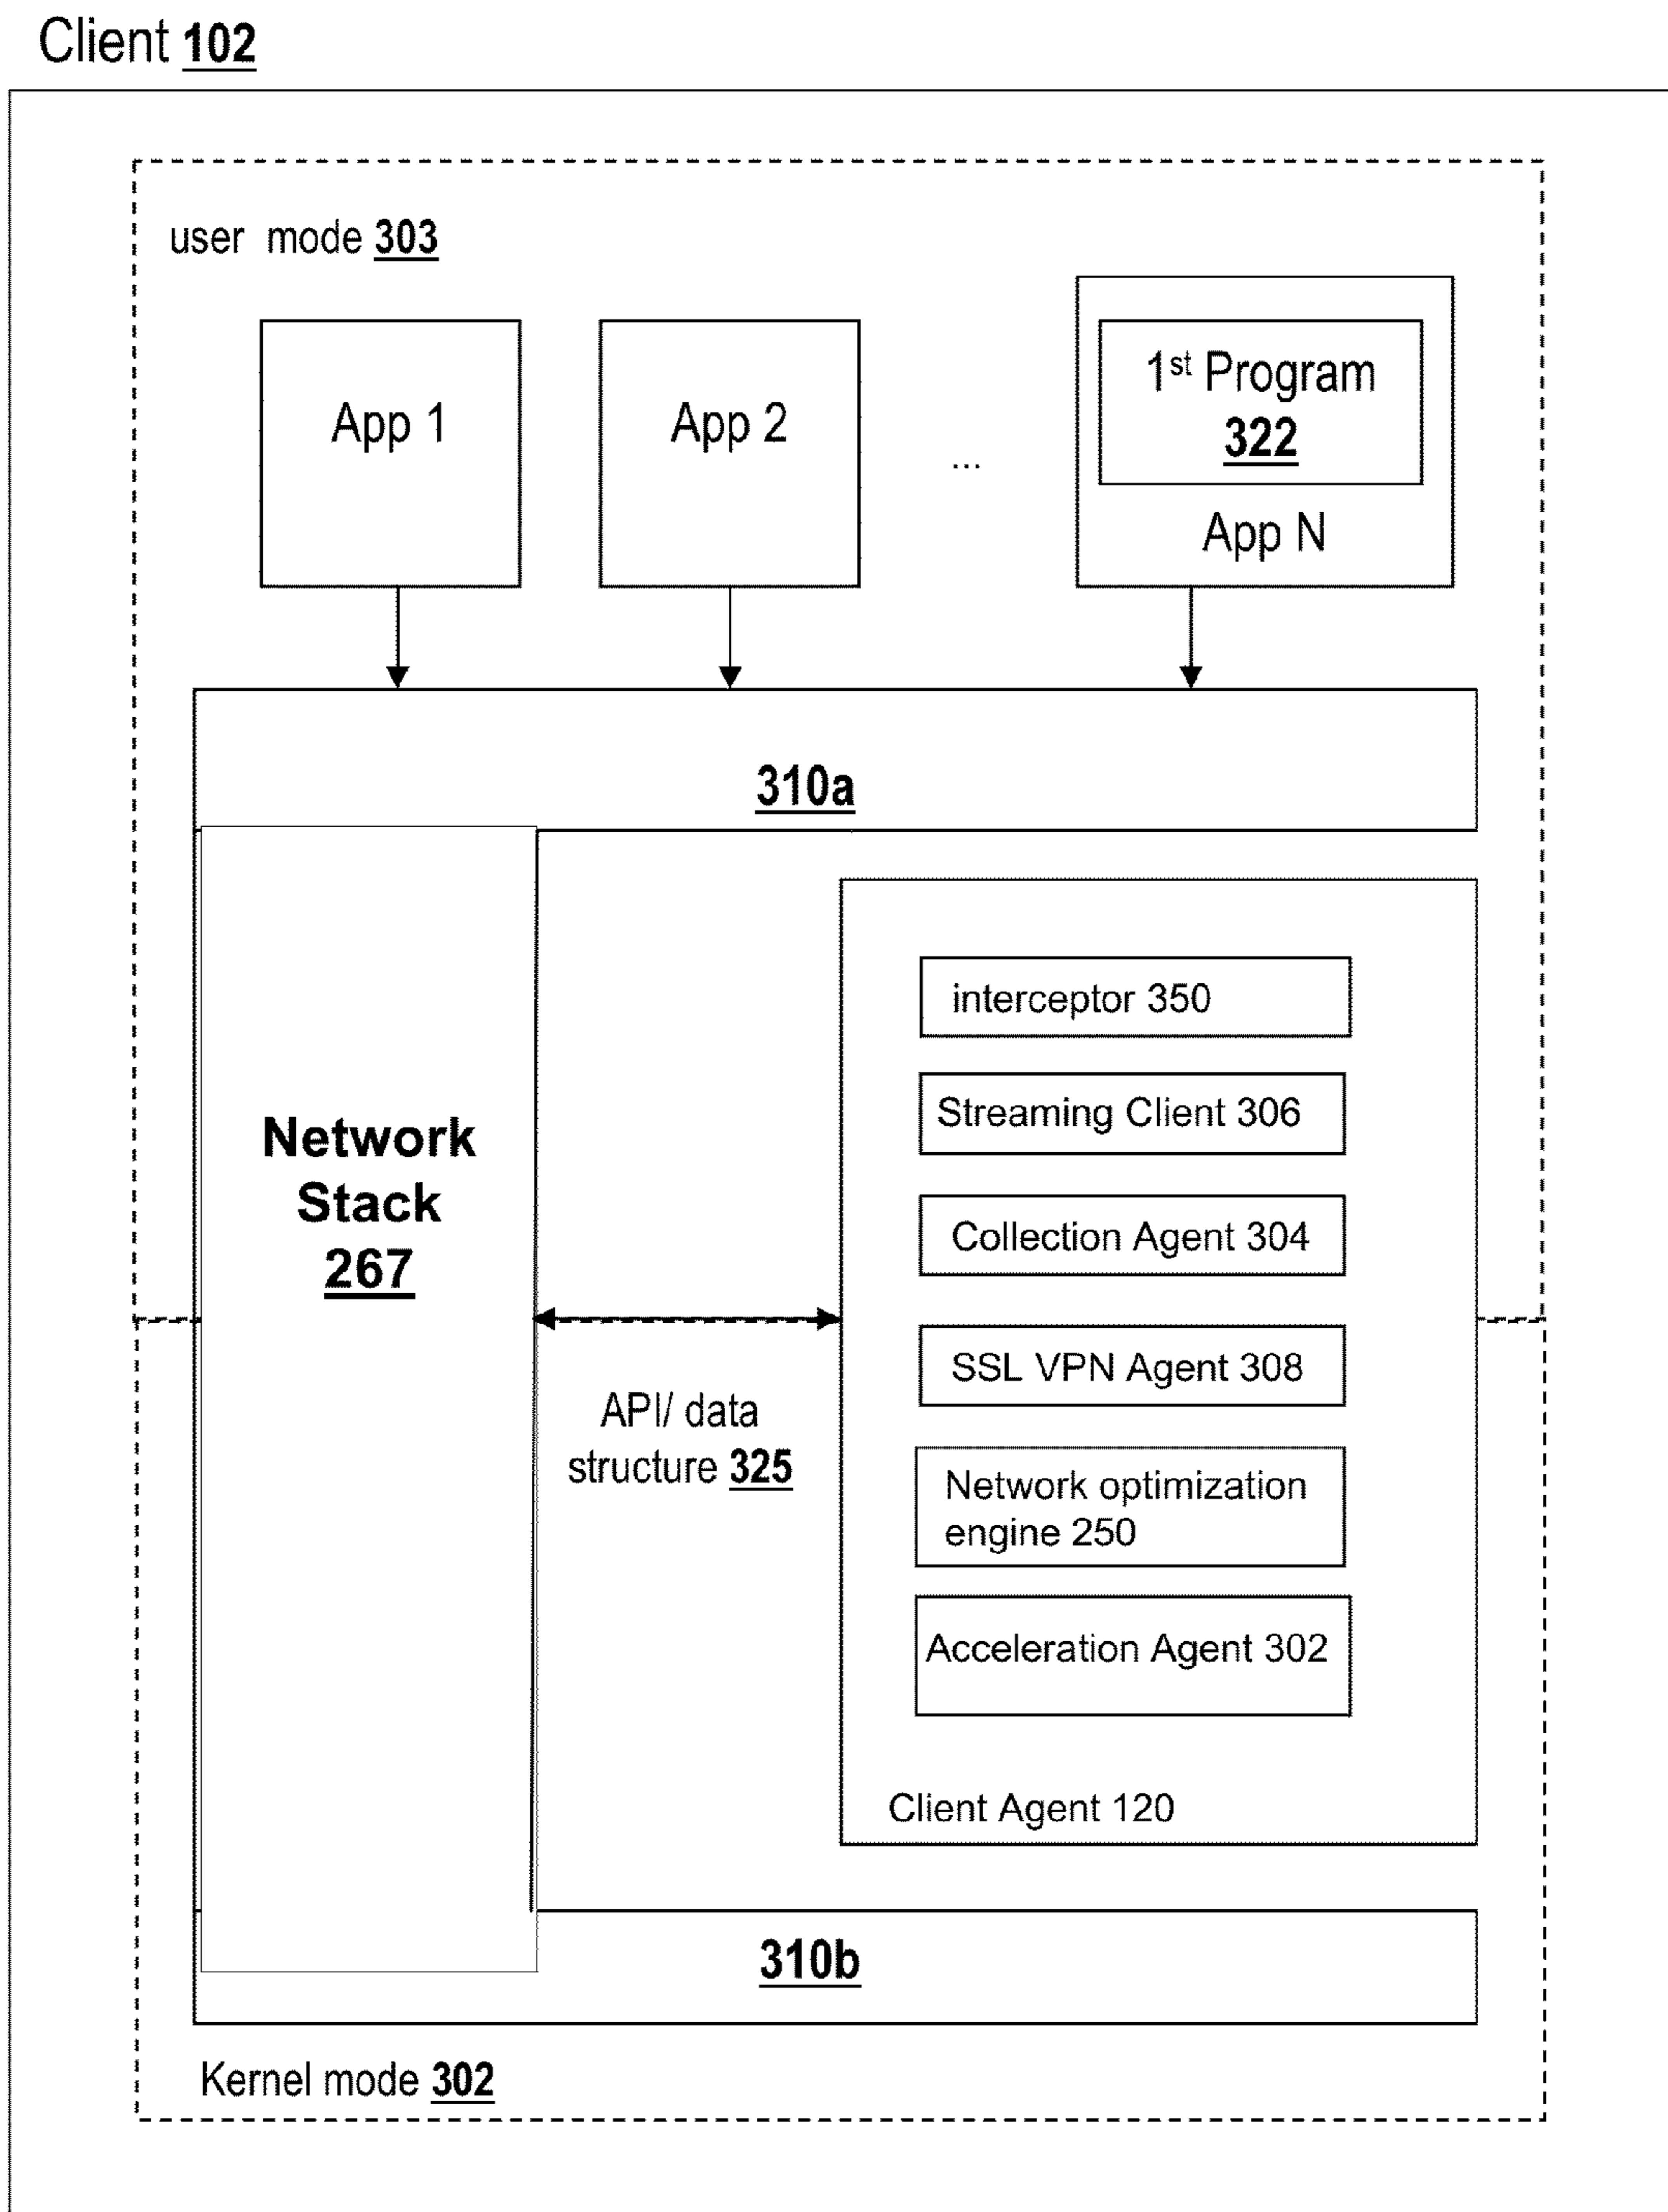 Client 102
user mode 303
App 1
App 2
...
1st Program
322
App N
310a
Network
Stack
267
API/ data
structure 325
interceptor 350
Streaming Client 306
Collection Agent 304
SSL VPN Agent 308
Network optimization
engine 250
Acceleration Agent 302
Client Agent 120
310b
Kernel mode 302